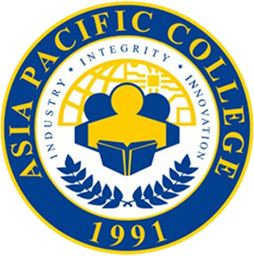 ASIA PACIFIC COLLEGE
INDUSTRY • INTEGRITY • INNOVATION
1991